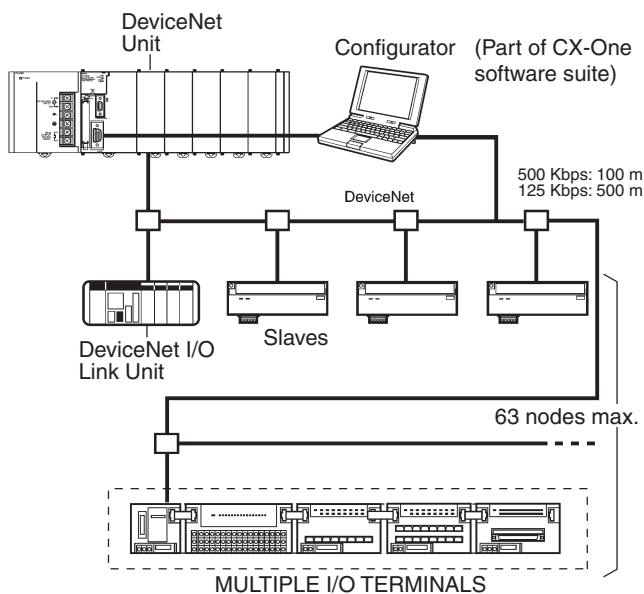 DeviceNet
Unit
Configurator
(Part of CX-One
software suite)
500 Kbps: 100 m
125 Kbps: 500 m
DeviceNet
Slaves
DeviceNet I/O
Link Unit
63 nodes max.
MULTIPLE I/O TERMINALS